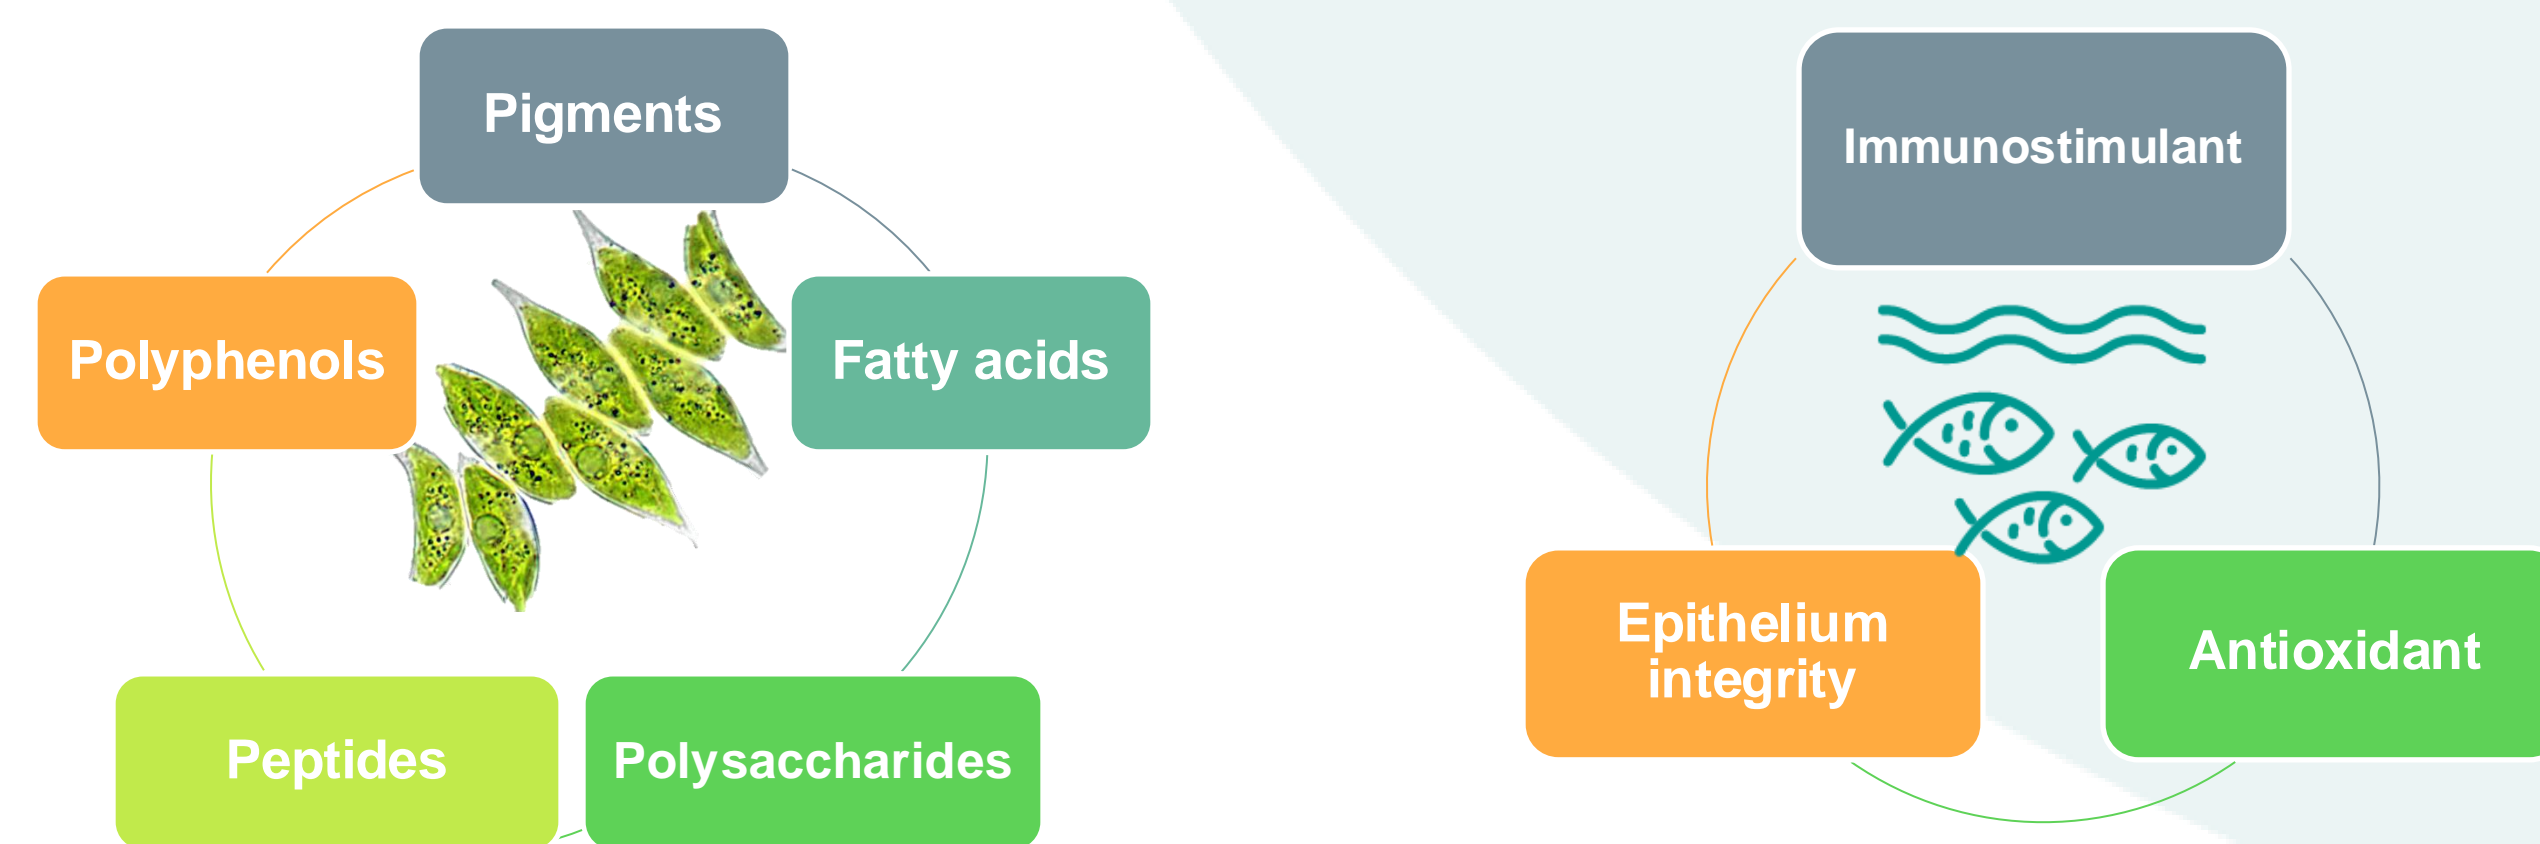 Pigments
Polyphenols
Fatty acids
Peptides
Polysaccharides
Immunostimulant
Epithelium
integrity
Antioxidant